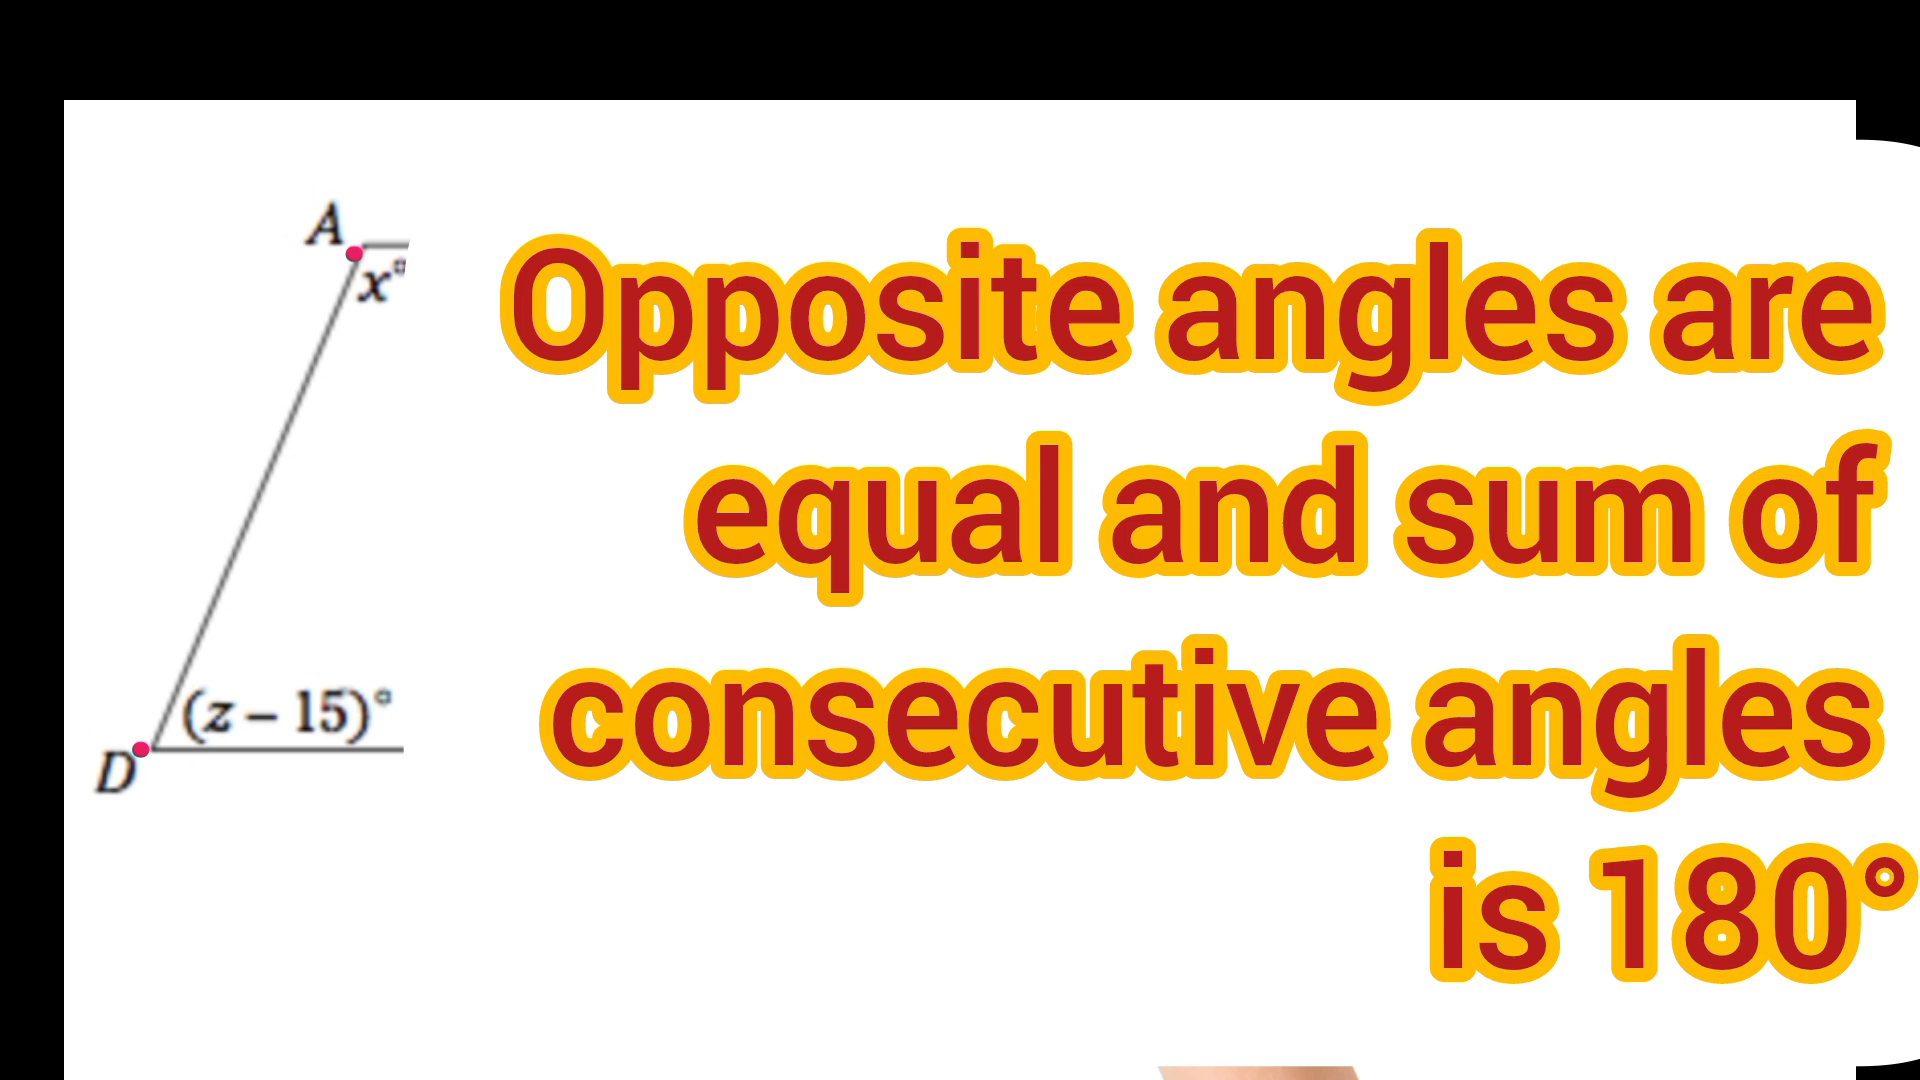 A
x°
(z – 15)°
D
Opposite angles are
equal and sum of
consecutive angles
is 180°